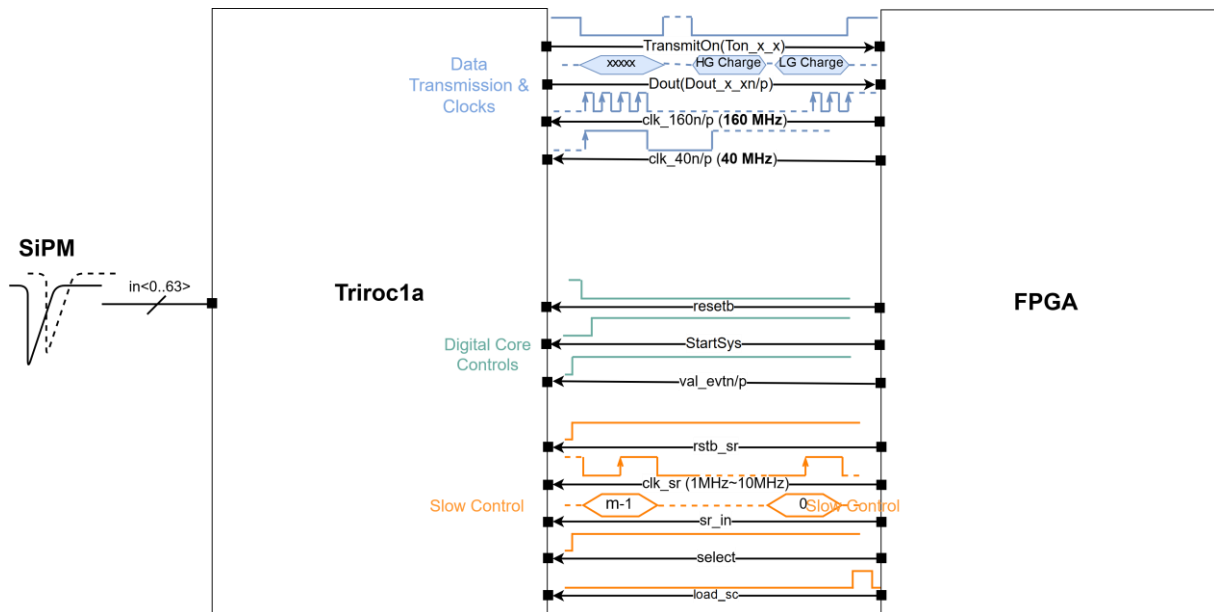 TransmitOn(Ton_x_x)
xxxxx
HG Charge
LG Charge
Data
Transmission &
Clocks
Dout(Dout_x_xn/p)
clk_160n/p (160 MHz)
clk_40n/p (40 MHz)
SiPM
in<0..63>
Triroc1a
FPGA
resetb
Digital Core
Controls
StartSys
val_evtn/p
rstb_sr
clk_sr (1MHz~10MHz)
Slow Control
m-1
0
Slow Control
sr_in
select
load_sc